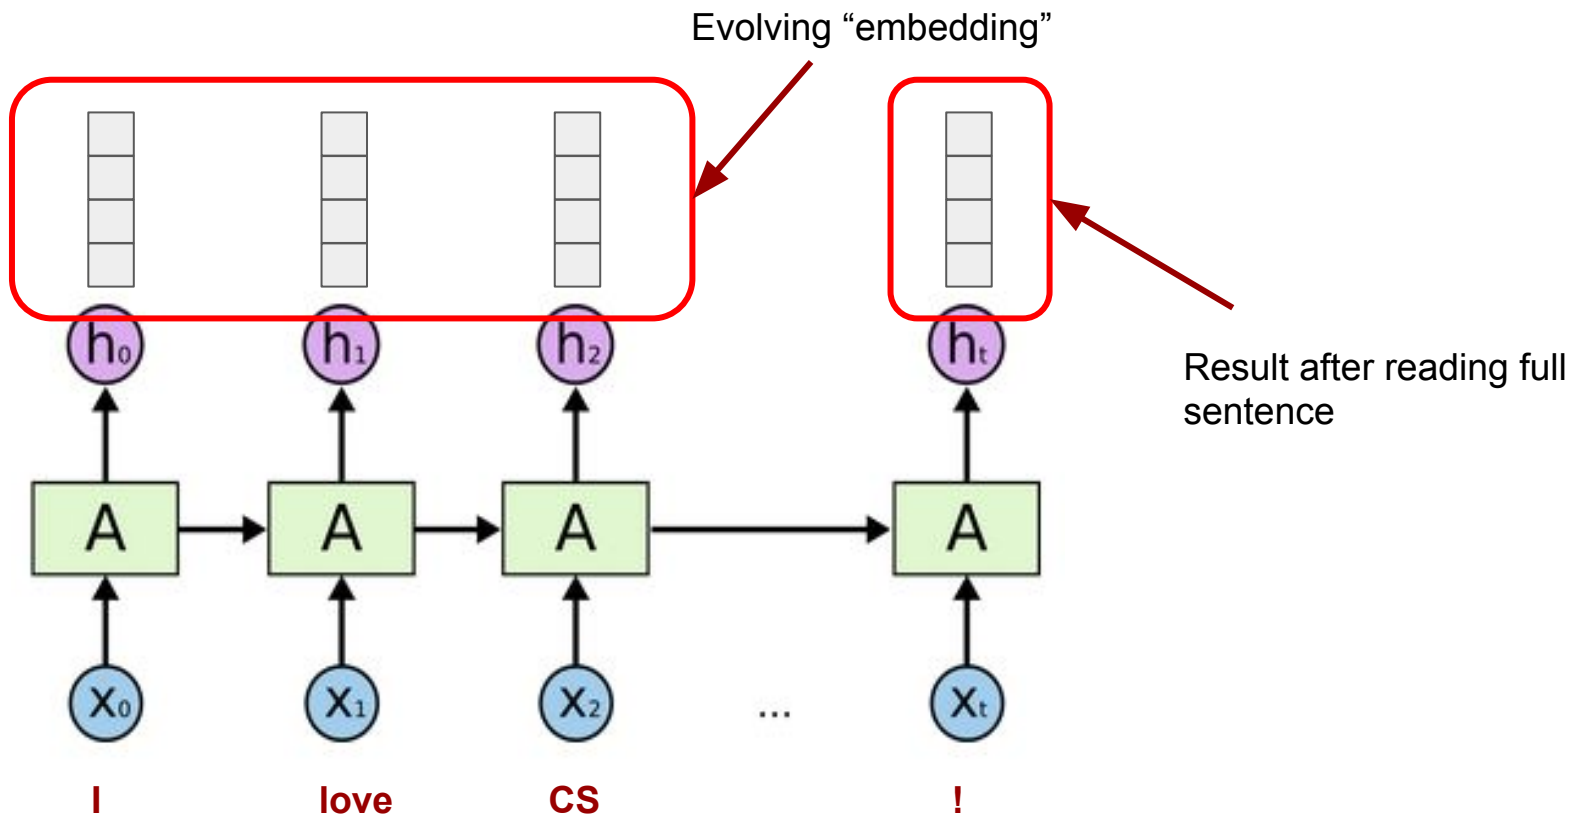 Evolving “embedding”
h₀ h₁ h₂ hₜ
Result after reading full
sentence
A A A A
x₀ x₁ x₂ ... xₜ
I love CS !